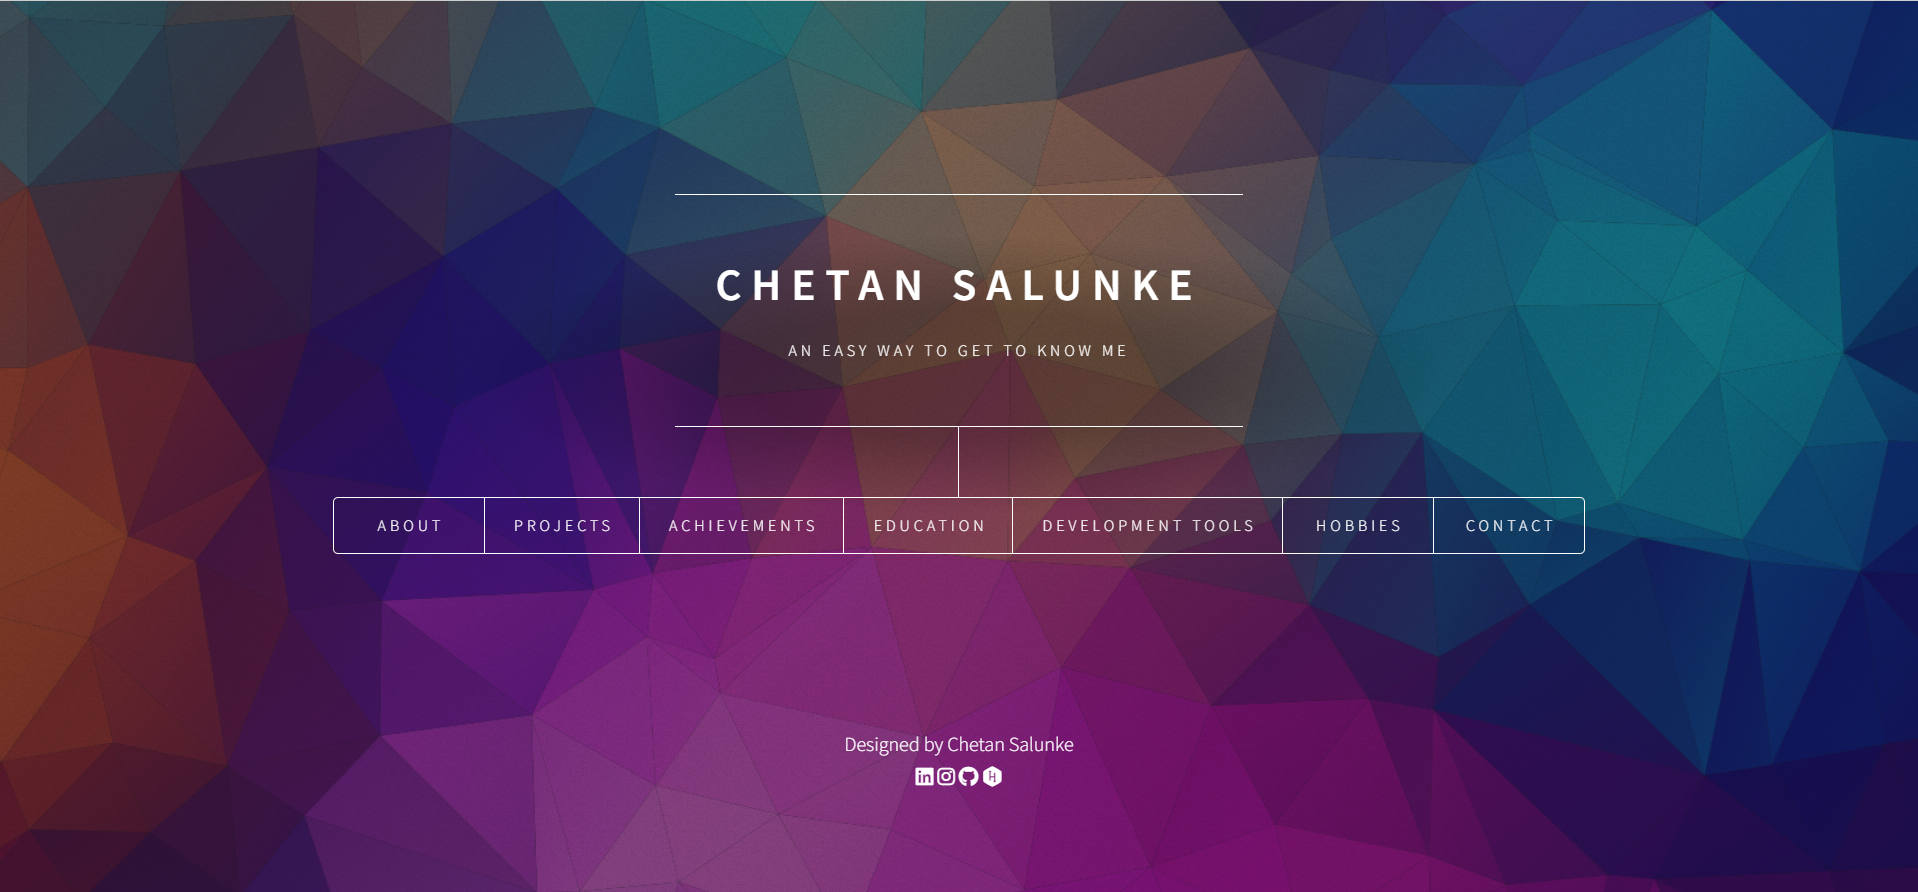 CHETAN SALUNKE
AN EASY WAY TO GET TO KNOW ME
ABOUT PROJECTS ACHIEVEMENTS EDUCATION DEVELOPMENT TOOLS HOBBIES CONTACT
Designed by Chetan Salunke